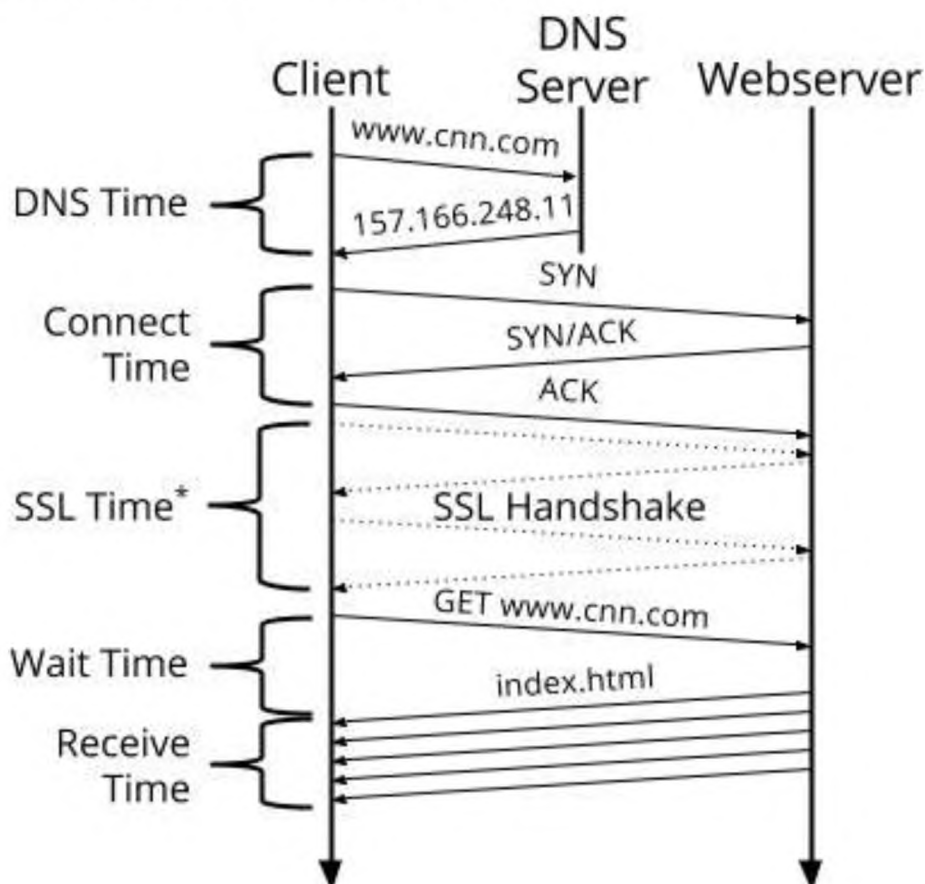 DNS
Client Server Webserver
www.cnn.com
DNS Time
157.166.248.11
SYN
Connect
Time
SYN/ACK
ACK
SSL Time*
SSL Handshake
GET www.cnn.com
Wait Time
index.html
Receive
Time